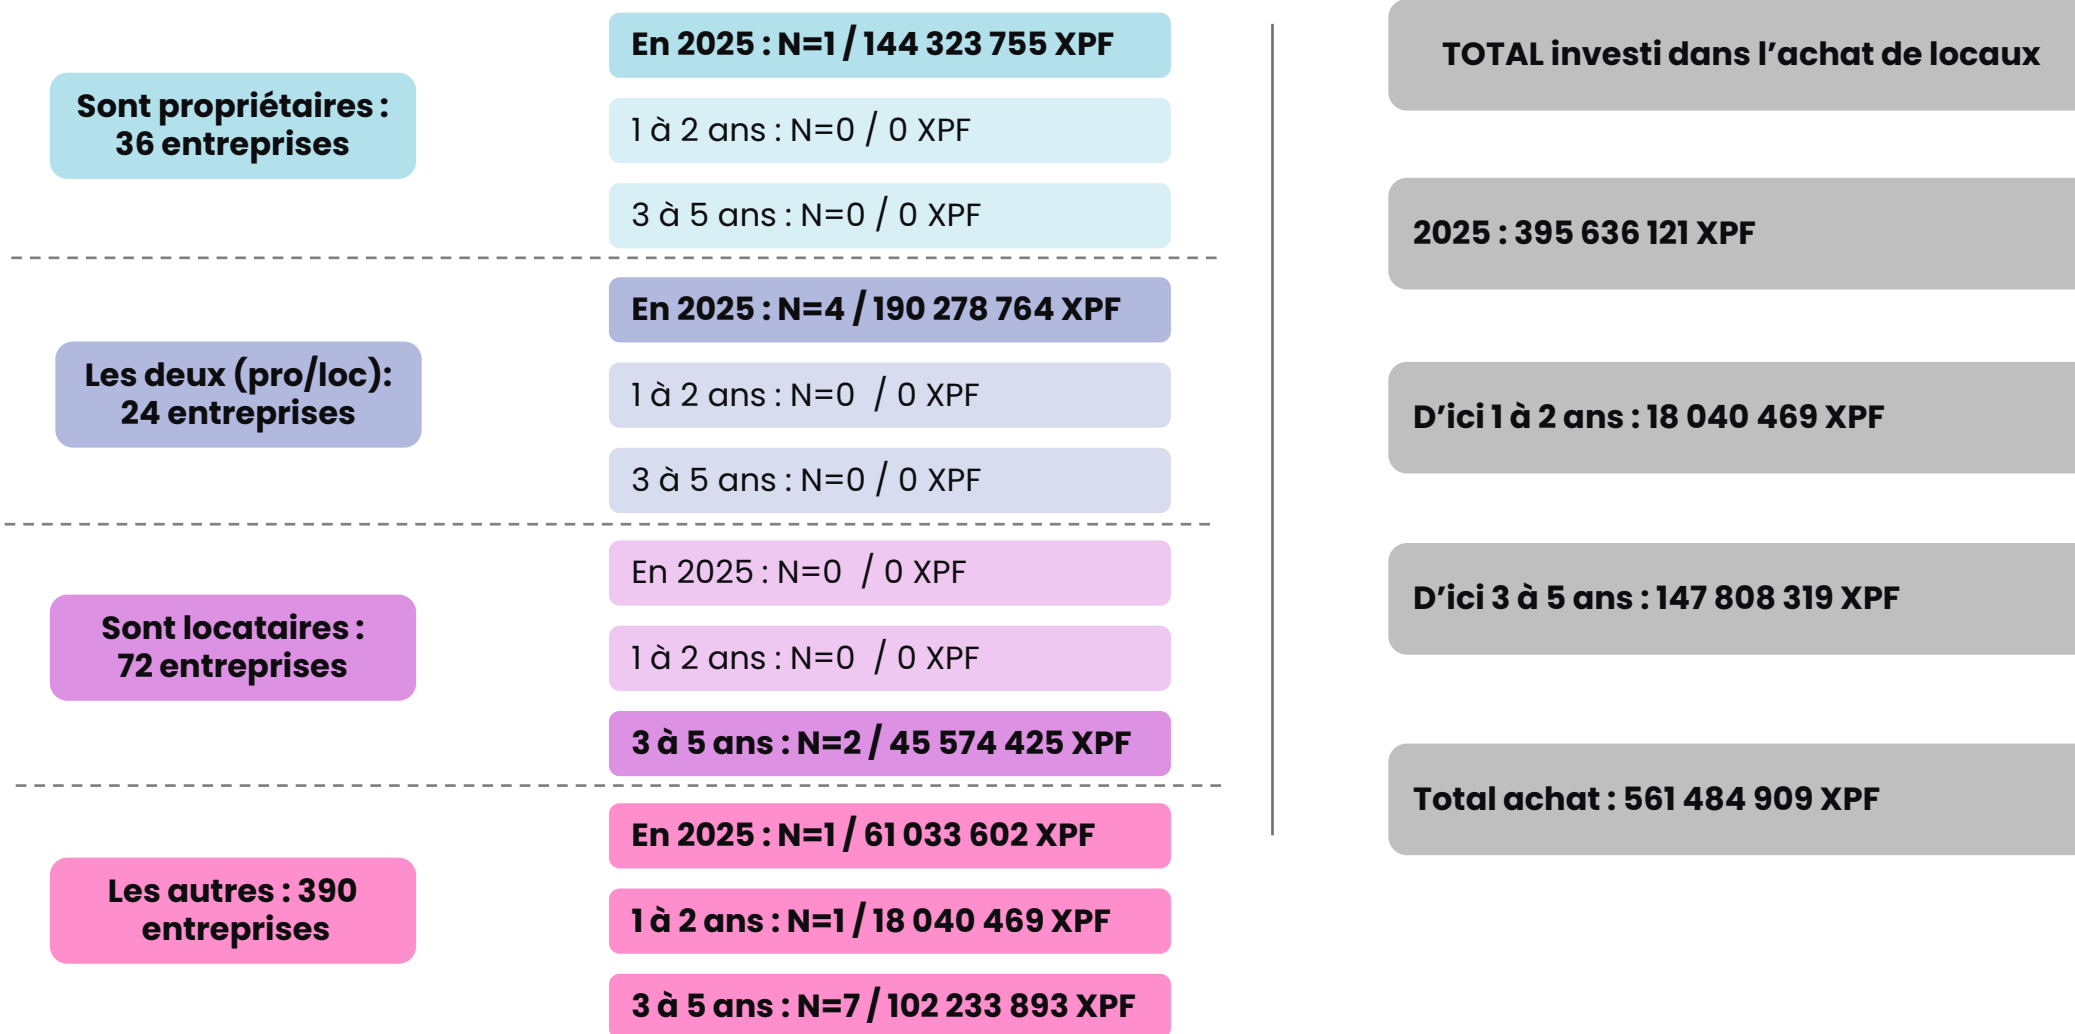 Sont propriétaires :
36 entreprises
En 2025 : N=1 / 144 323 755 XPF
1 à 2 ans : N=0 / 0 XPF
3 à 5 ans : N=0 / 0 XPF
Les deux (pro/loc):
24 entreprises
En 2025 : N=4 / 190 278 764 XPF
1 à 2 ans : N=0 / 0 XPF
3 à 5 ans : N=0 / 0 XPF
Sont locataires :
72 entreprises
En 2025 : N=0 / 0 XPF
1 à 2 ans : N=0 / 0 XPF
3 à 5 ans : N=2 / 45 574 425 XPF
Les autres : 390
entreprises
En 2025 : N=1 / 61 033 602 XPF
1 à 2 ans : N=1 / 18 040 469 XPF
3 à 5 ans : N=7 / 102 233 893 XPF
TOTAL investi dans l’achat de locaux
2025 : 395 636 121 XPF
D’ici 1 à 2 ans : 18 040 469 XPF
D’ici 3 à 5 ans : 147 808 319 XPF
Total achat : 561 484 909 XPF